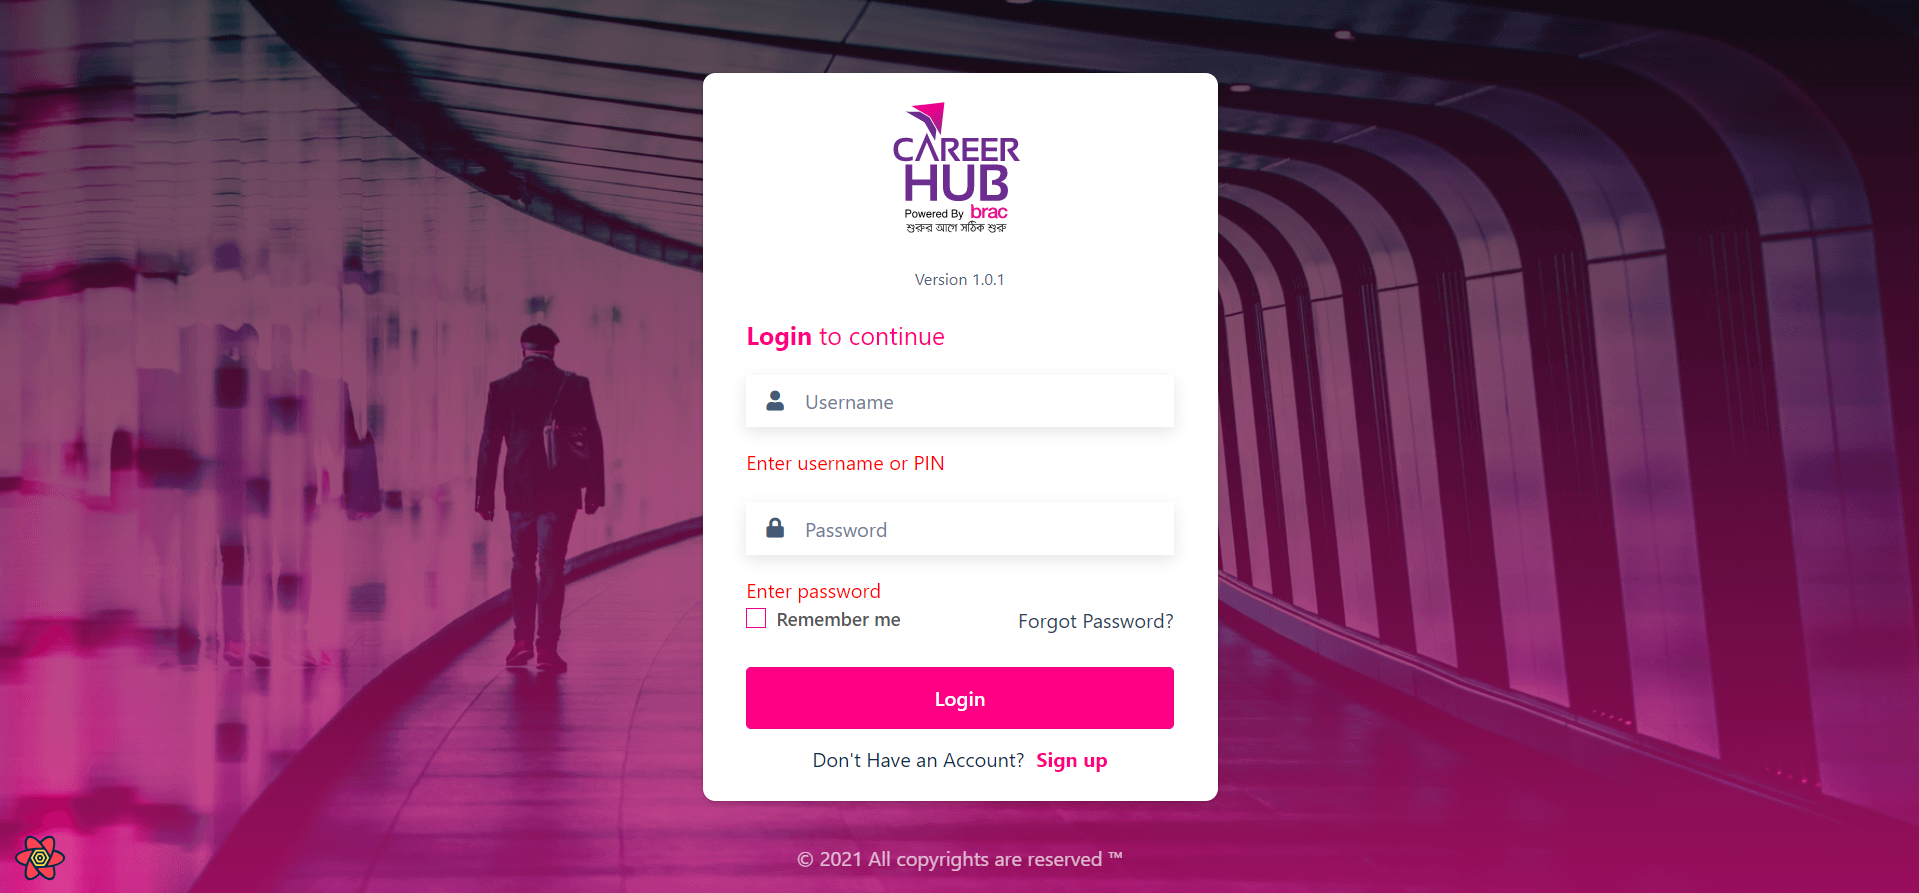 CAREER
HUB
Powered By brac
শুরুর আগে সঠিক শুরু
Version 1.0.1
Login to continue
Username
Enter username or PIN
Password
Enter password
Remember me
Forgot Password?
Login
Don't Have an Account? Sign up
© 2021 All copyrights are reserved ™